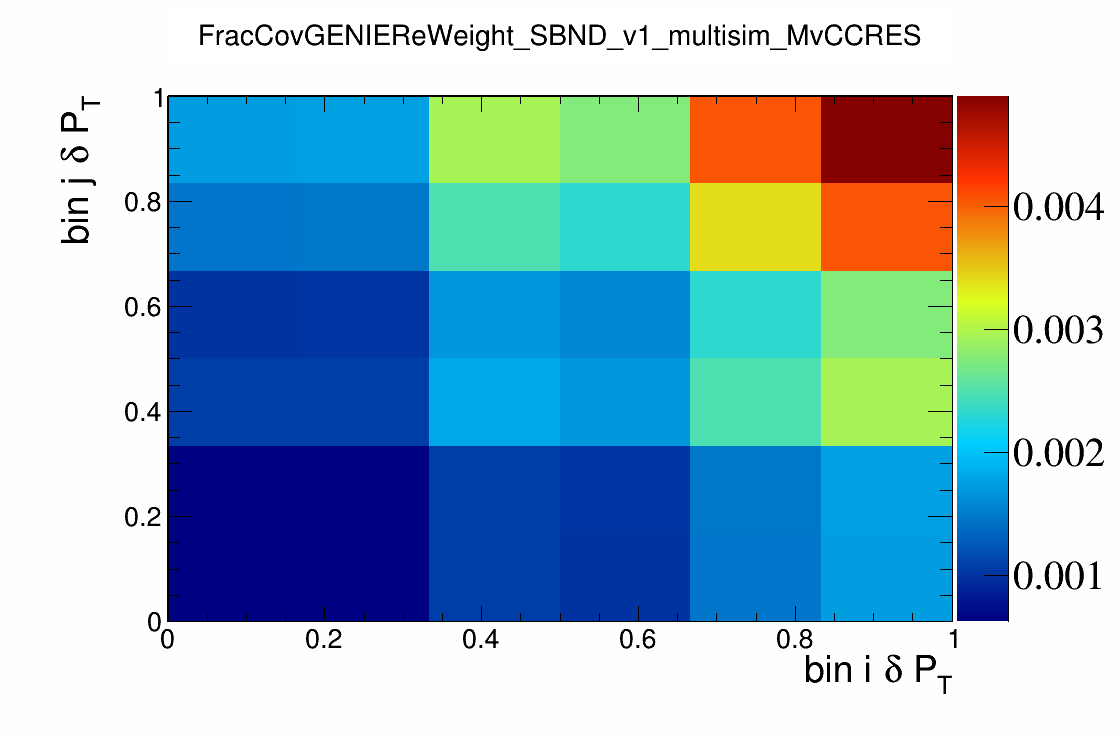 FracCovGENIEReWeight_SBND_v1_multisim_MvCCRES
bin j δ P_T
1
0.8
0.6
0.4
0.2
0
0 0.2 0.4 0.6 0.8 1
bin i δ P_T
0.004
0.003
0.002
0.001